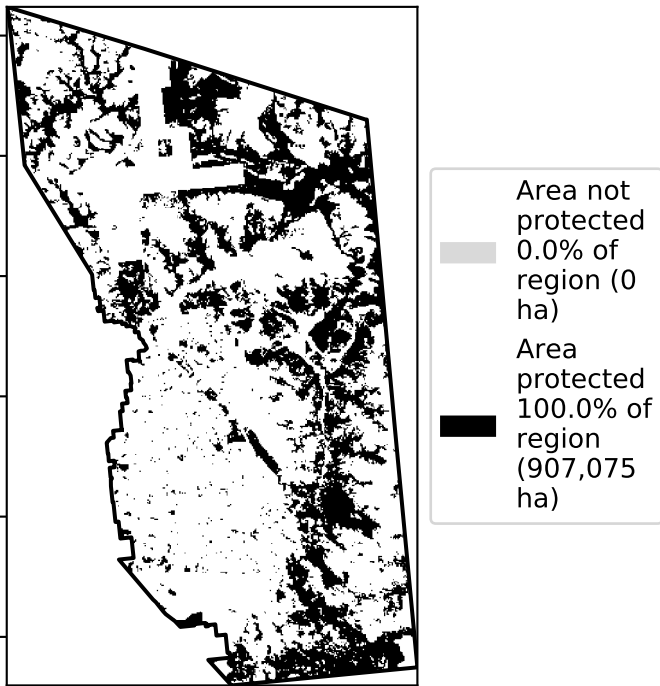 Area not
protected
0.0% of
region (0
ha)
Area
protected
100.0% of
region
(907,075
ha)